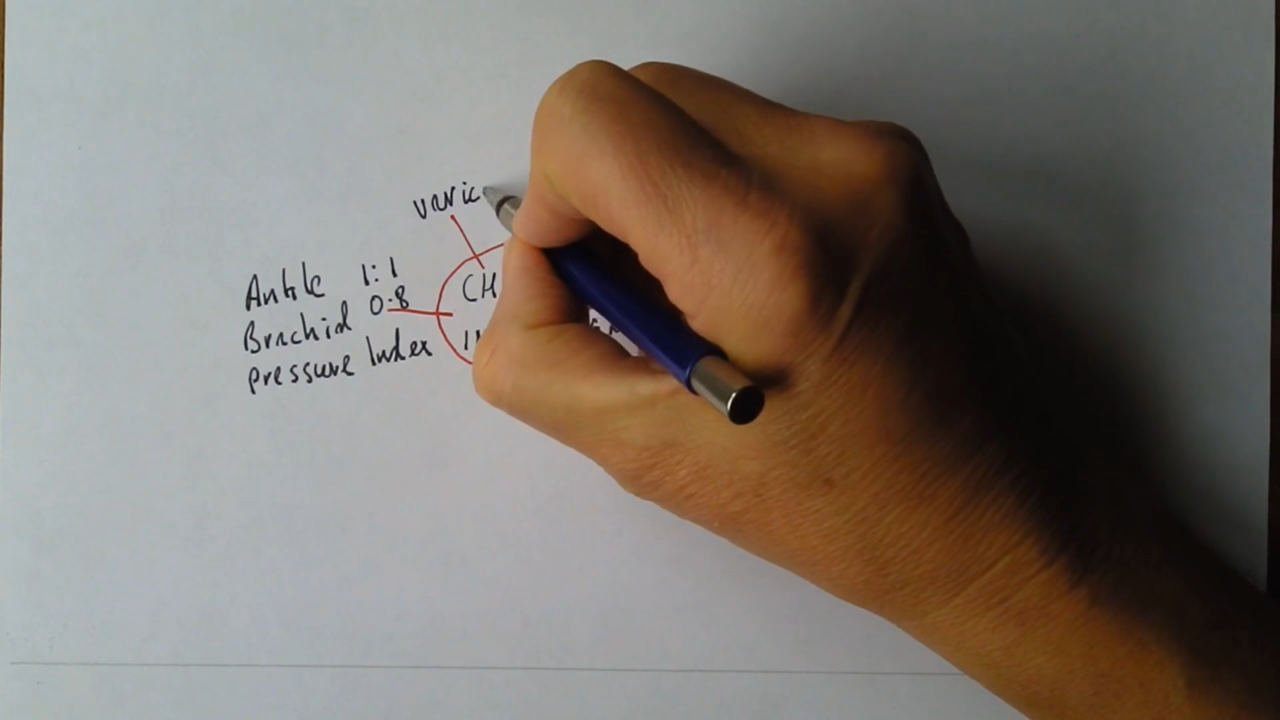 varic
Ankle 1:1
Brachial 0.8
pressure Index
CH